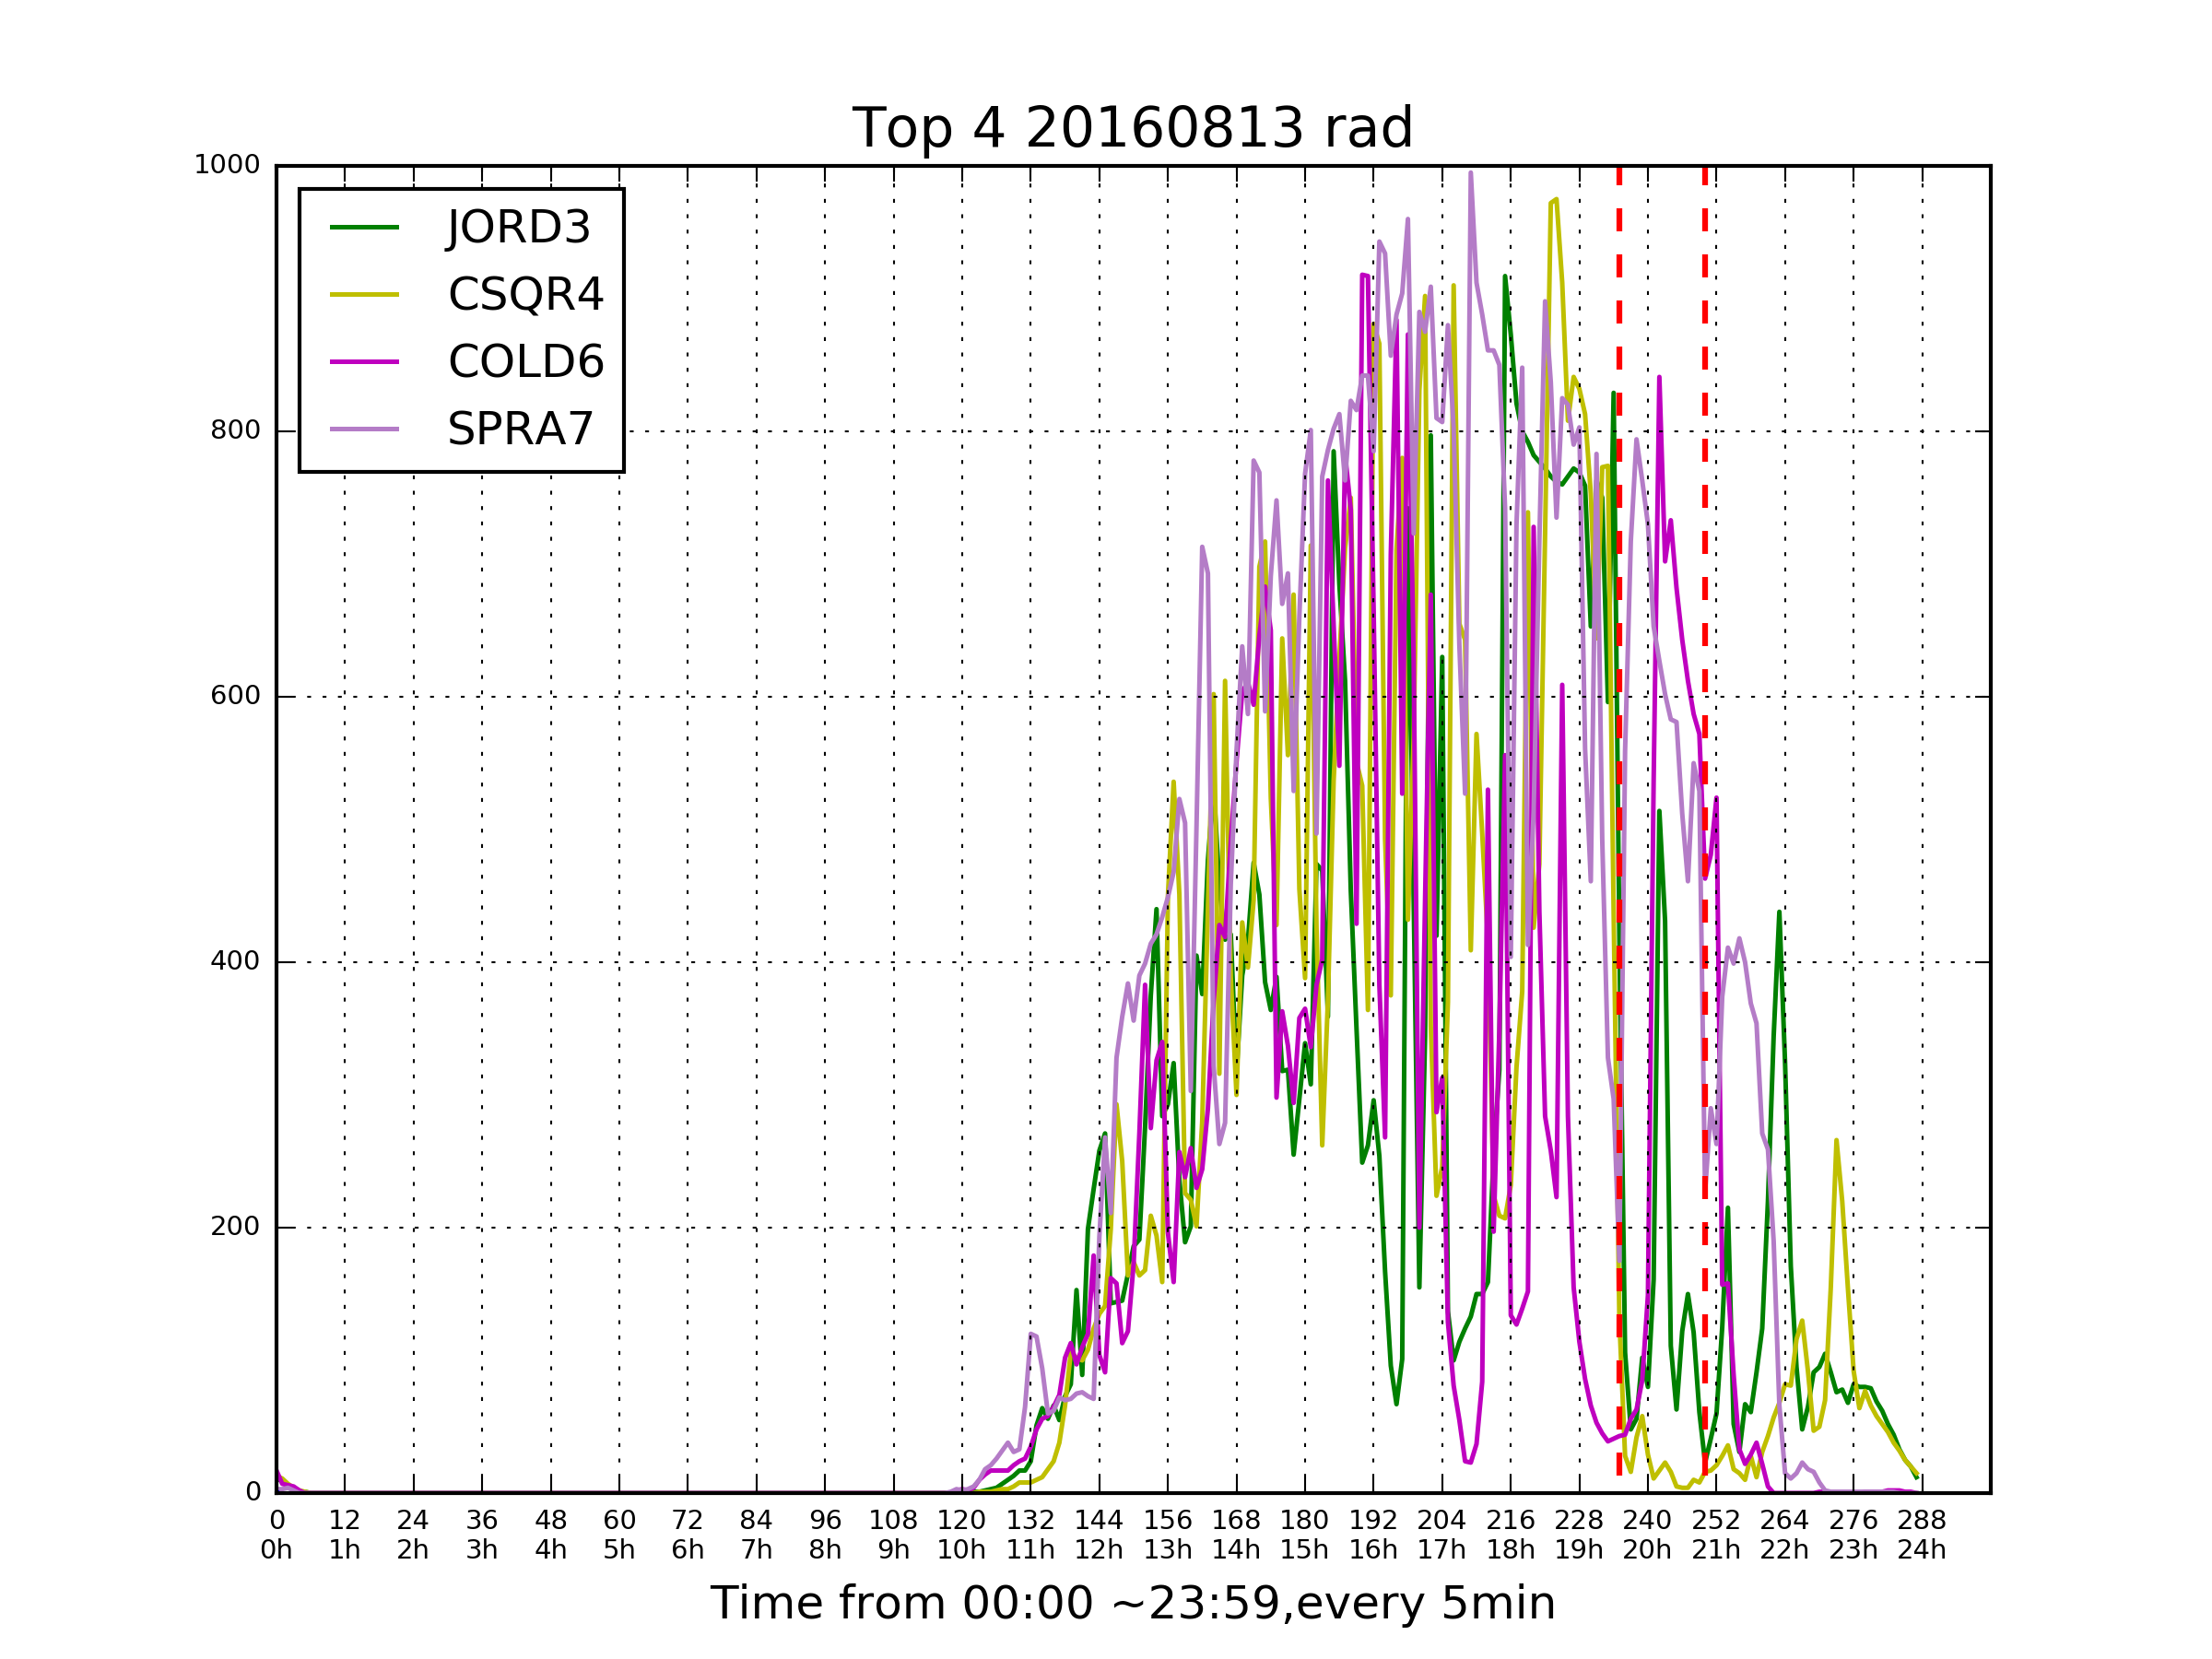 Top 4 20160813 rad
1000
800
600
400
200
0
JORD3
CSQR4
COLD6
SPRA7
0 12 24 36 48 60 72 84 96 108 120 132 144 156 168 180 192 204 216 228 240 252 264 276 288
0h 1h 2h 3h 4h 5h 6h 7h 8h 9h 10h 11h 12h 13h 14h 15h 16h 17h 18h 19h 20h 21h 22h 23h 24h
Time from 00:00 ~23:59,every 5min